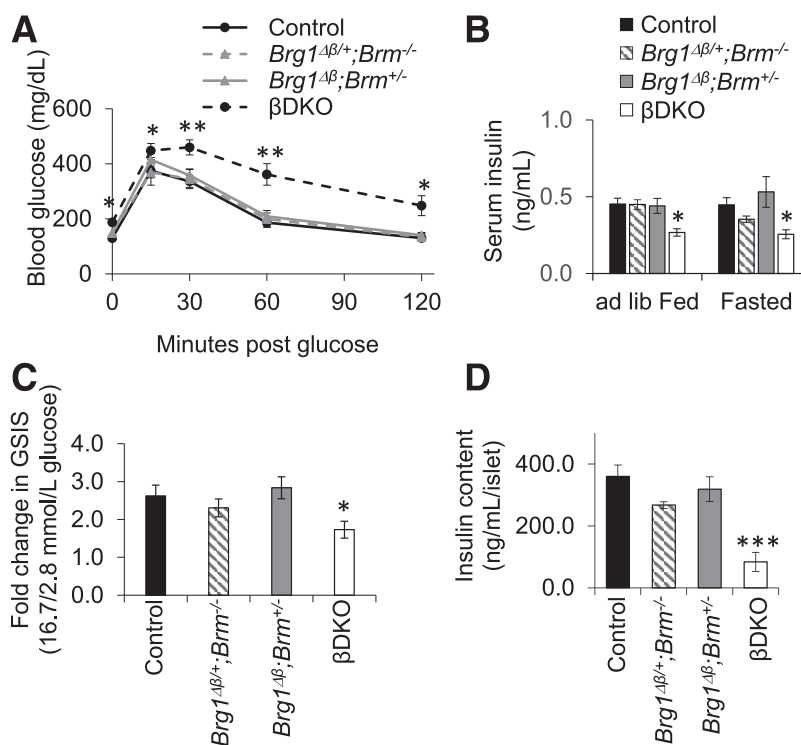 A
Control
Brg1Δβ/+;Brm-/-
Brg1Δβ;Brm+/-
βDKO
Blood glucose (mg/dL)
600
400
200
0
*
*
**
**
*
0
30
60
90
120
Minutes post glucose
B
Control
Brg1Δβ/+;Brm-/-
Brg1Δβ;Brm+/-
βDKO
Serum insulin
(ng/mL)
1.0
0.5
0.0
*
*
ad lib Fed
Fasted
C
Fold change in GSIS
(16.7/2.8 mmol/L glucose)
4.0
3.0
2.0
1.0
0.0
*
Control
Brg1Δβ/+;Brm-/-
Brg1Δβ;Brm+/-
βDKO
D
Insulin content
(ng/mL/islet)
400.0
200.0
0.0
***
Control
Brg1Δβ/+;Brm-/-
Brg1Δβ;Brm+/-
βDKO